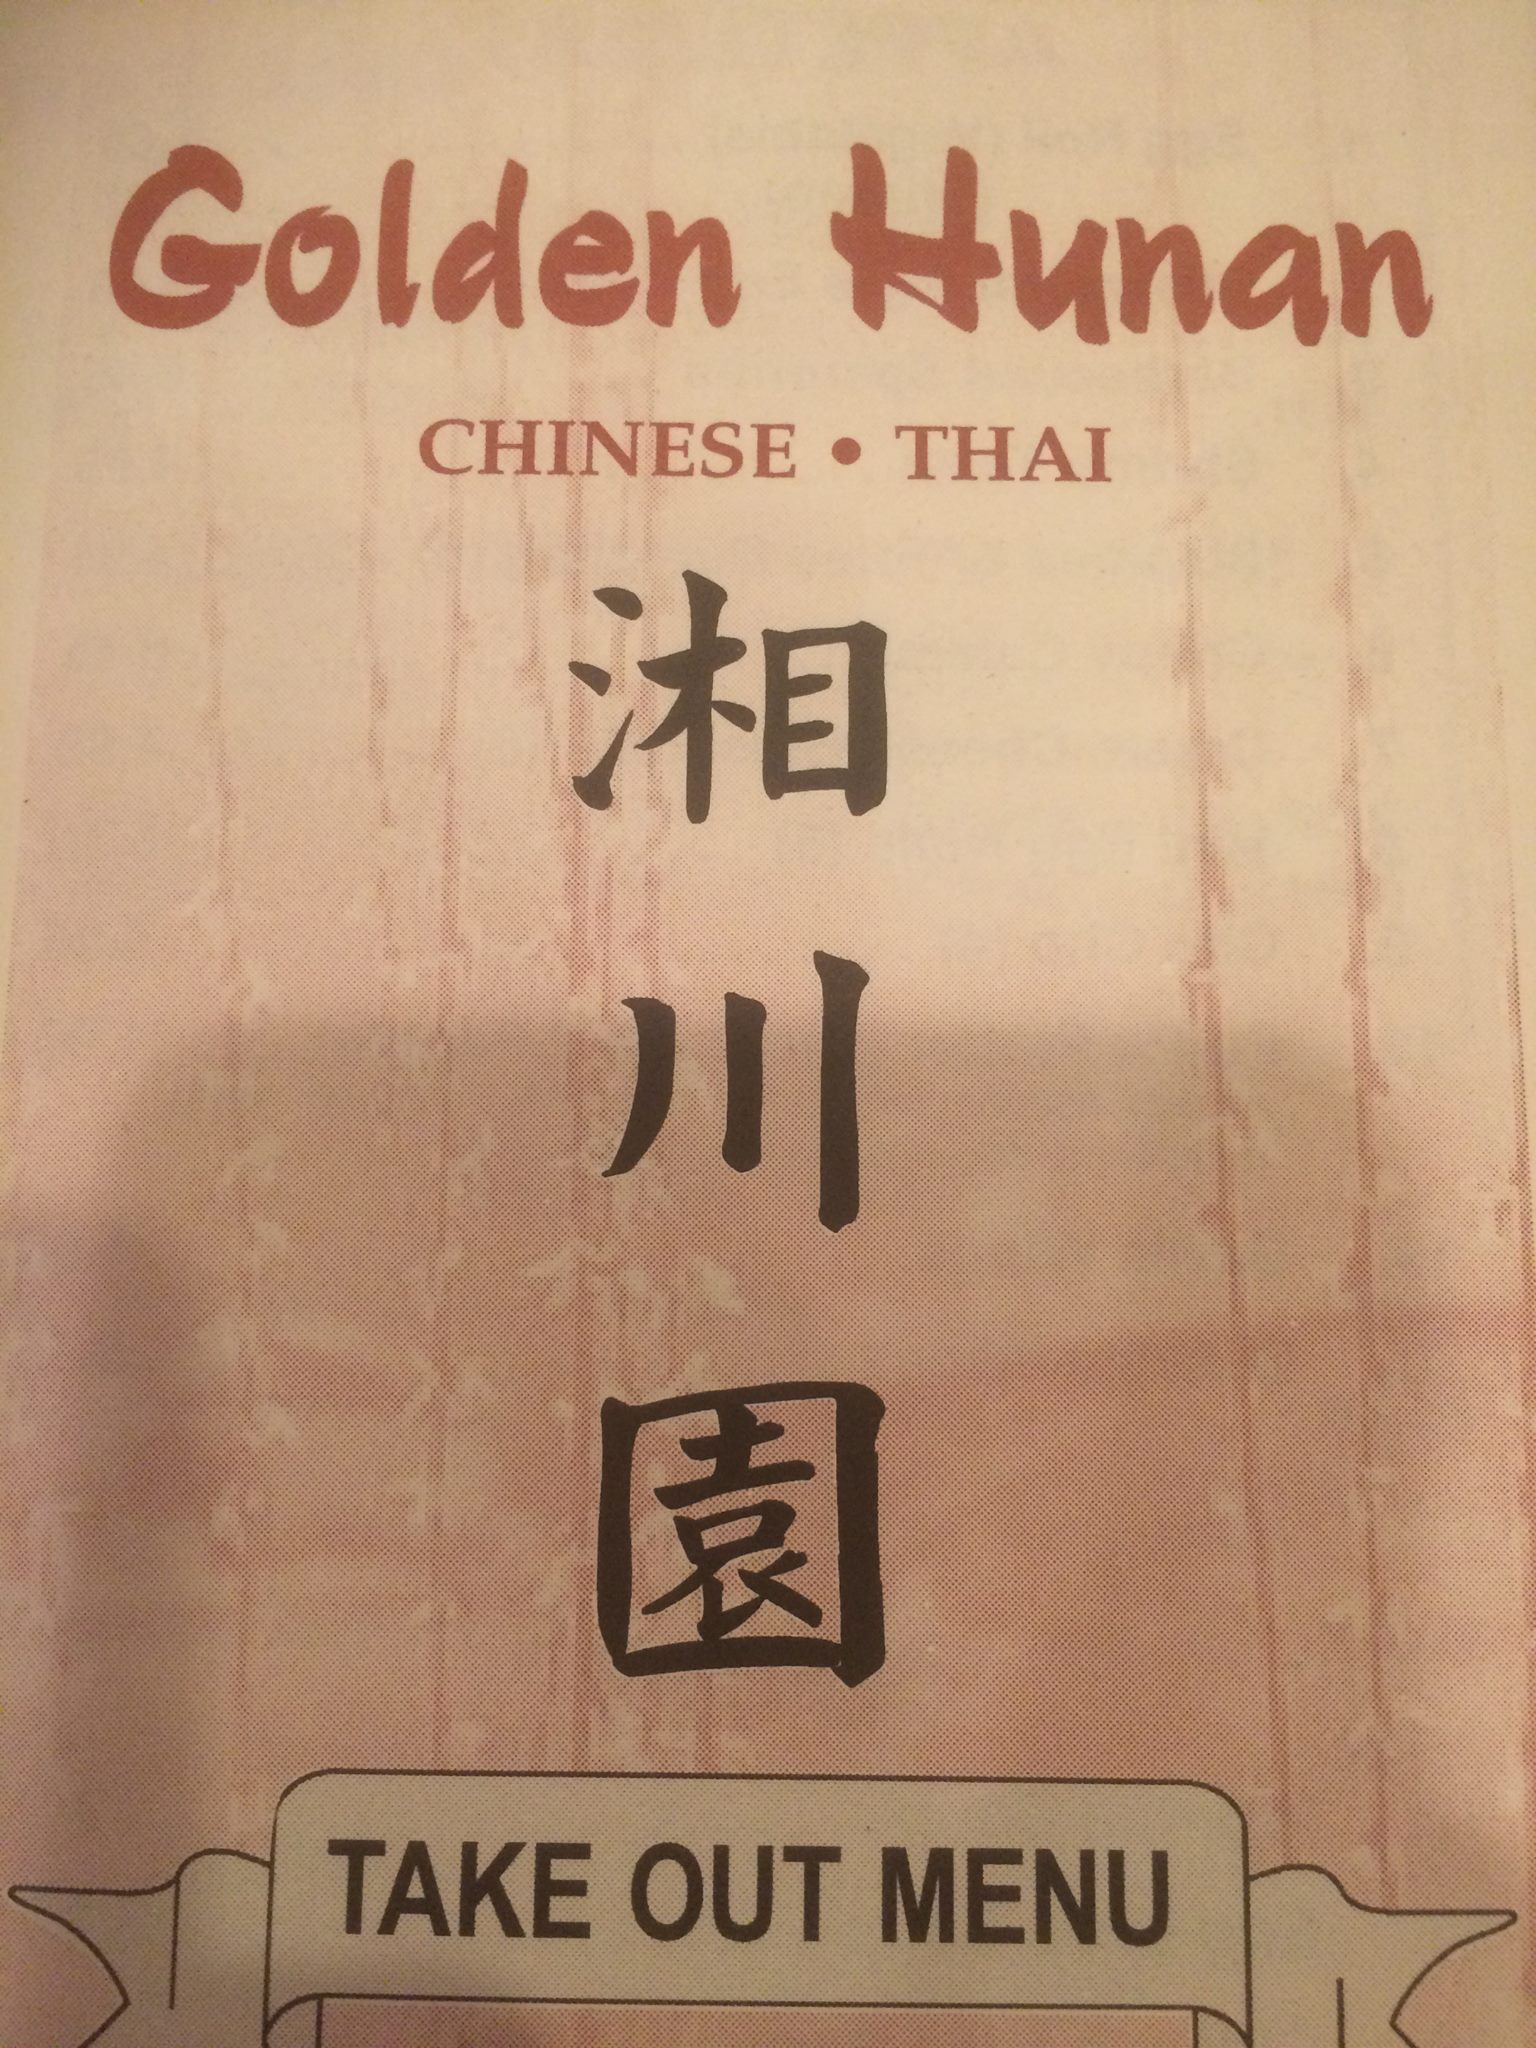 Golden Hunan
CHINESE • THAI
湘
川
園
TAKE OUT MENU